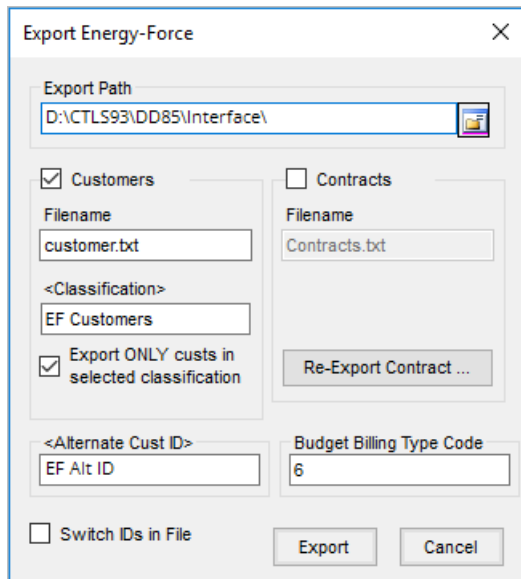 Export Energy-Force
Export Path
D:\CTLS93\DD85\Interface\
Customers
Filename
customer.txt
<Classification>
EF Customers
Export ONLY custs in
selected classification
Contracts
Filename
Contracts.txt
Re-Export Contract ...
<Alternate Cust ID>
EF Alt ID
Budget Billing Type Code
6
Switch IDs in File
Export
Cancel